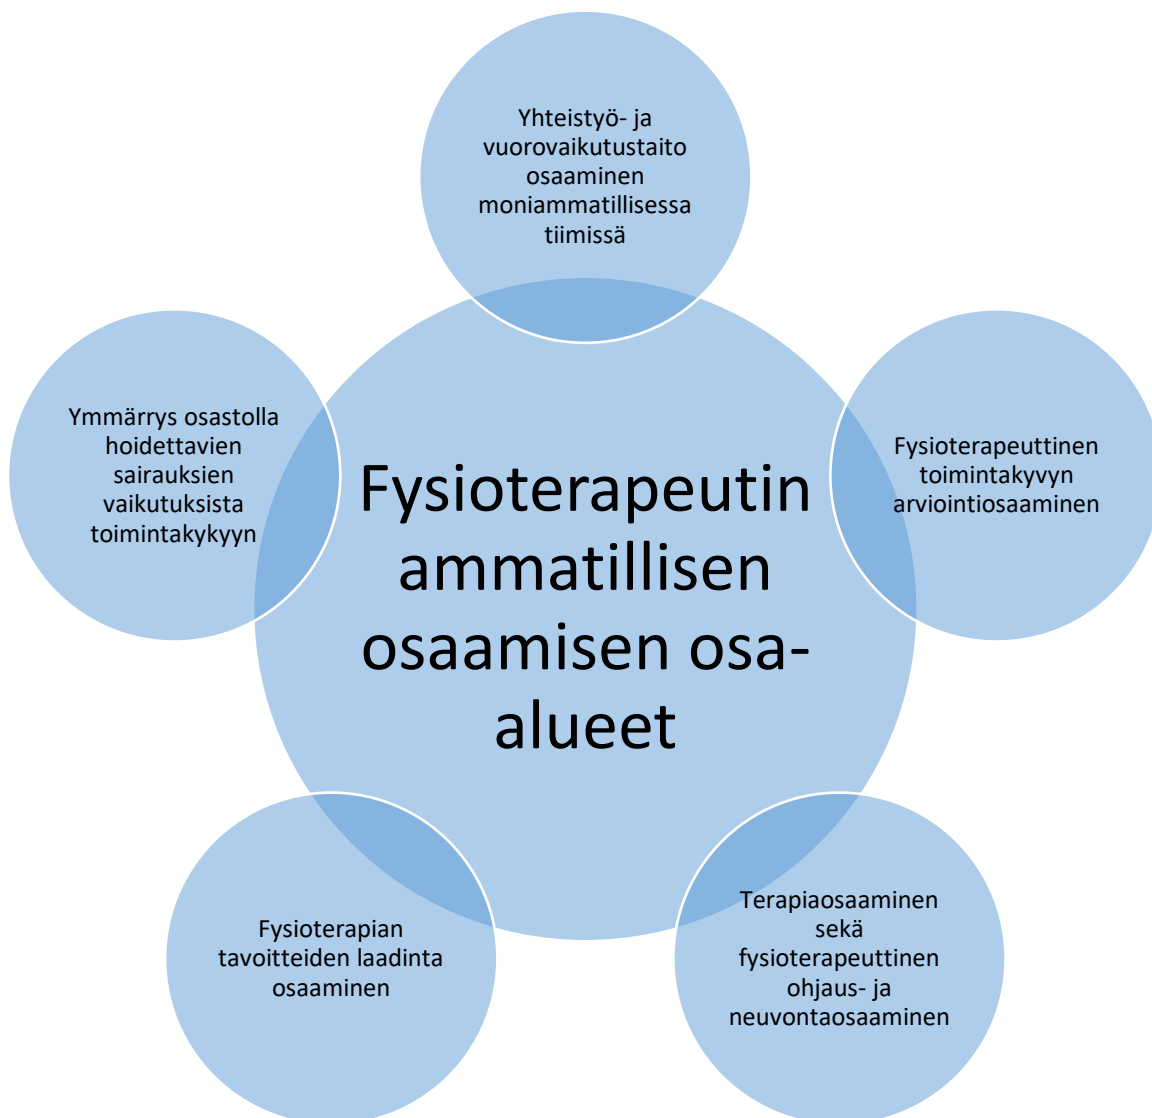 Yhteistyö- ja
vuorovaikutustaito
osaaminen
moniammatillisessa
tiimissä
Ymmärrys osastolla
hoidettavien
sairauksien
vaikutuksista
toimintakykyyn
Fysioterapeuttinen
toimintakyvyn
arviointiosaaminen
Fysioterapeutin
ammatillisen
osaamisen osa-
alueet
Fysioterapian
tavoitteiden laadinta
osaaminen
Terapiaosaaminen
sekä
fysioterapeuttinen
ohjaus- ja
neuvontaosaaminen